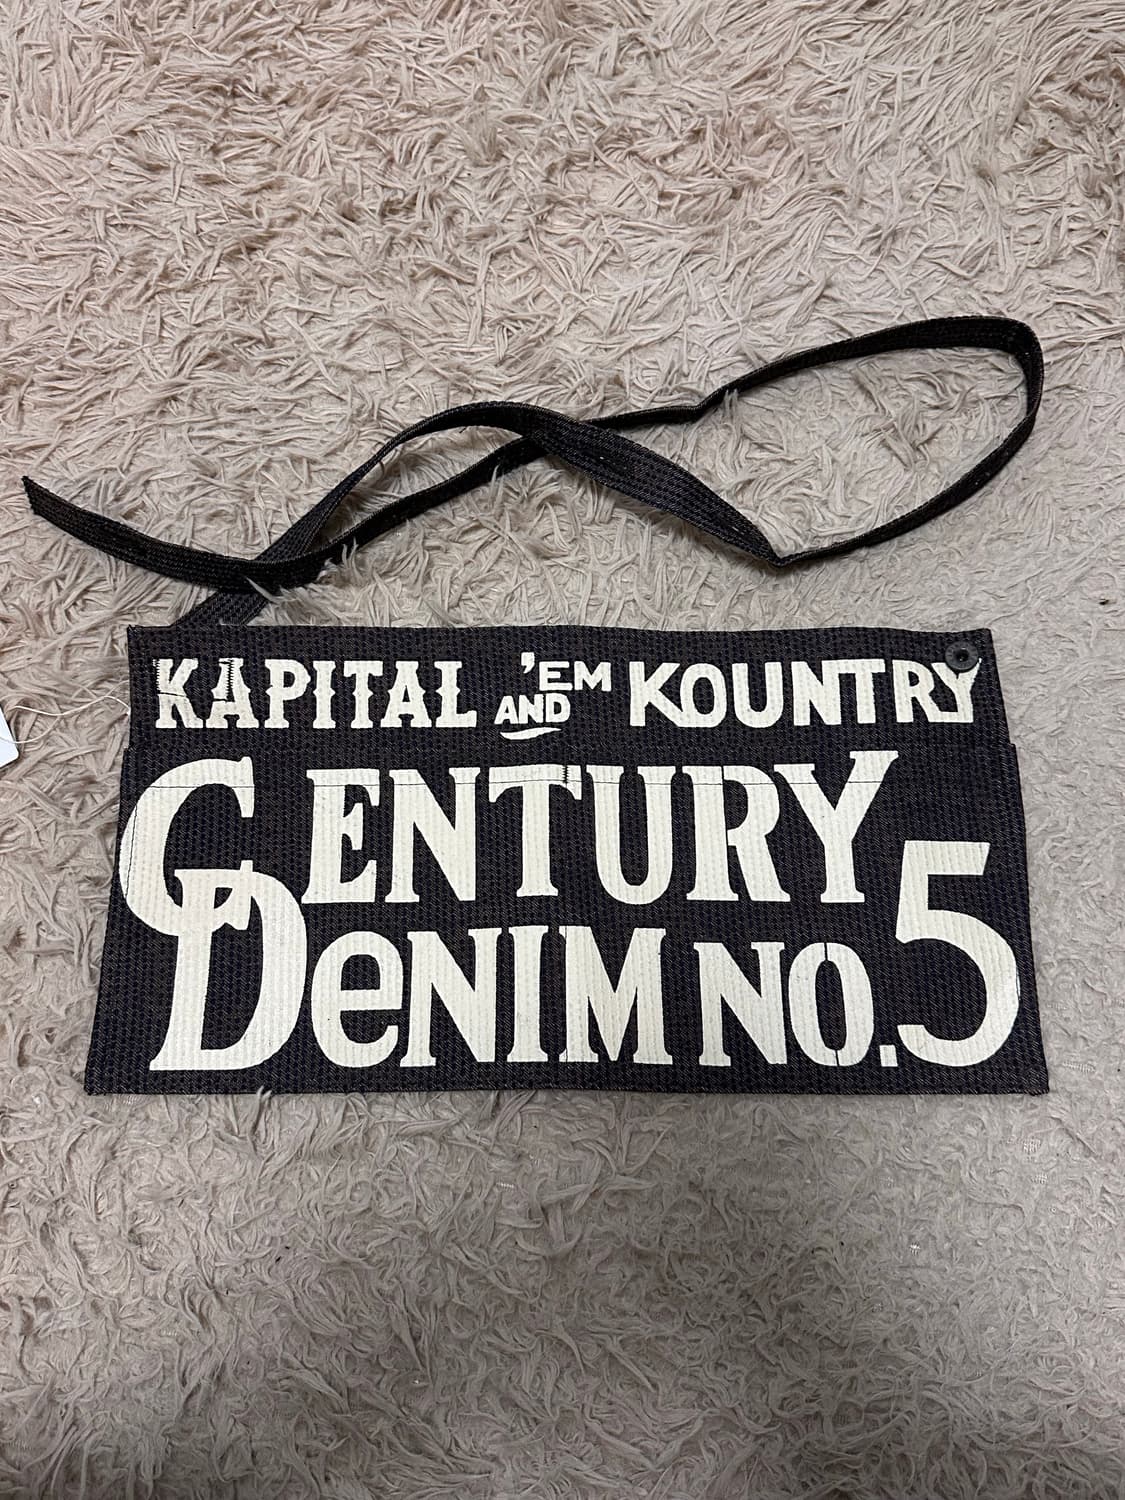 KAPITAL AND 'EM KOUNTRY
CENTURY
DeNIM NO.5